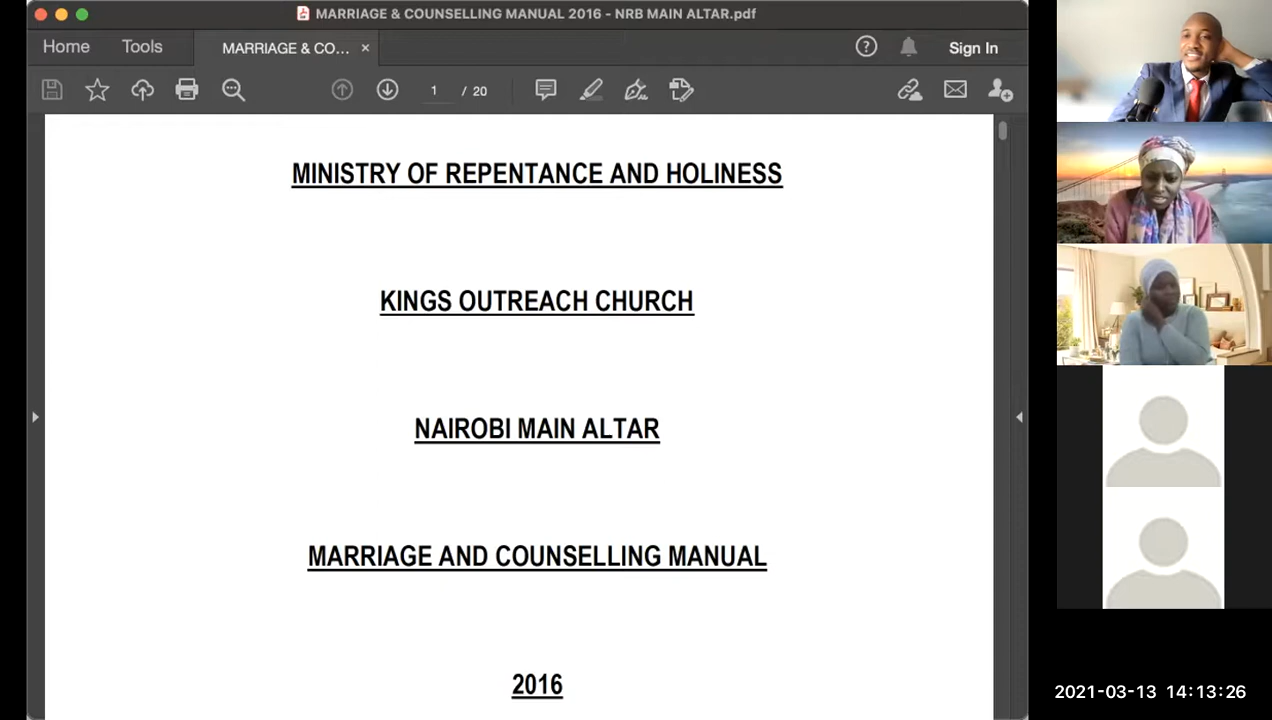 MARRIAGE & COUNSELLING MANUAL 2016 - NRB MAIN ALTAR.pdf
Home
Tools
MARRIAGE & CO...
Sign In
1
/ 20
MINISTRY OF REPENTANCE AND HOLINESS
KINGS OUTREACH CHURCH
NAIROBI MAIN ALTAR
MARRIAGE AND COUNSELLING MANUAL
2016
2021-03-13 14:13:26